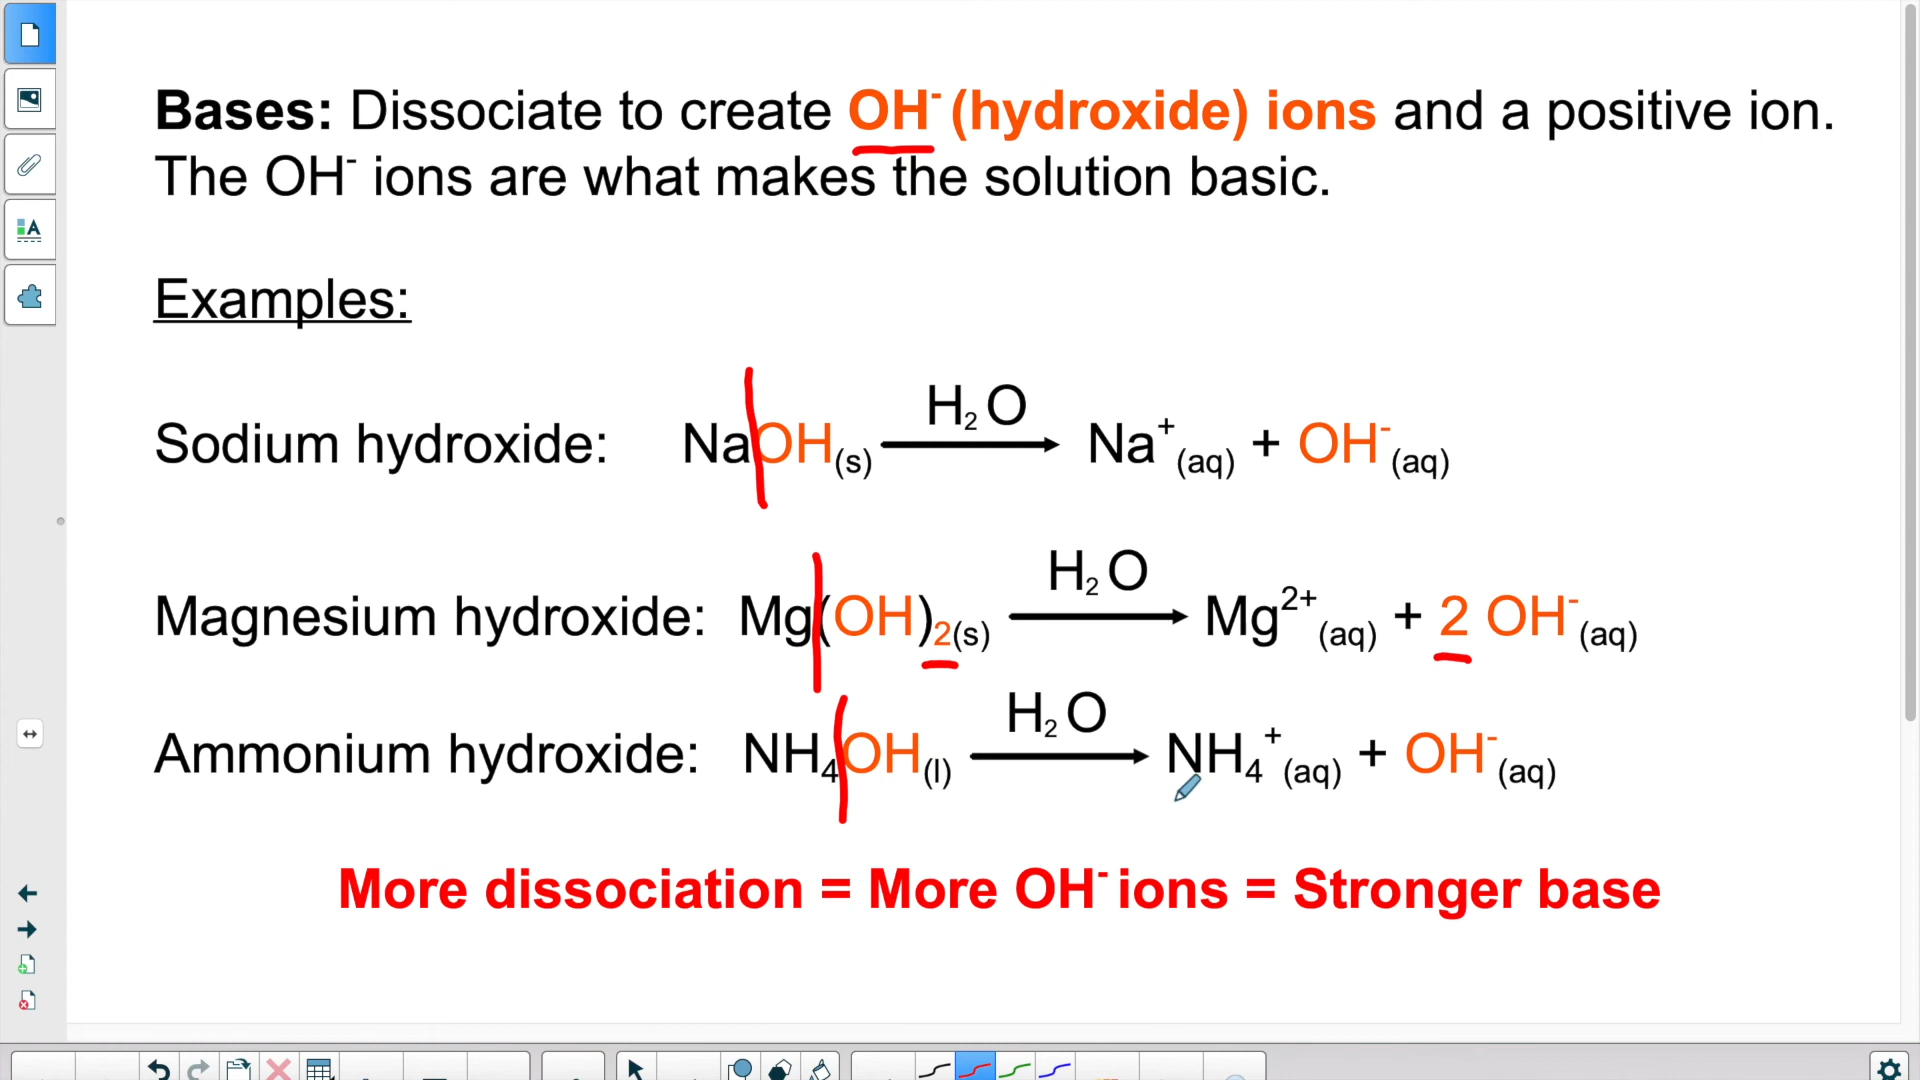 Bases: Dissociate to create OH⁻ (hydroxide) ions and a positive ion.
The OH⁻ ions are what makes the solution basic.
Examples:
Sodium hydroxide: NaOH(s) H₂O → Na⁺(aq) + OH⁻(aq)
Magnesium hydroxide: Mg(OH)₂(s) H₂O → Mg²⁺(aq) + 2 OH⁻(aq)
Ammonium hydroxide: NH₄OH(l) H₂O → NH₄⁺(aq) + OH⁻(aq)
More dissociation = More OH⁻ ions = Stronger base